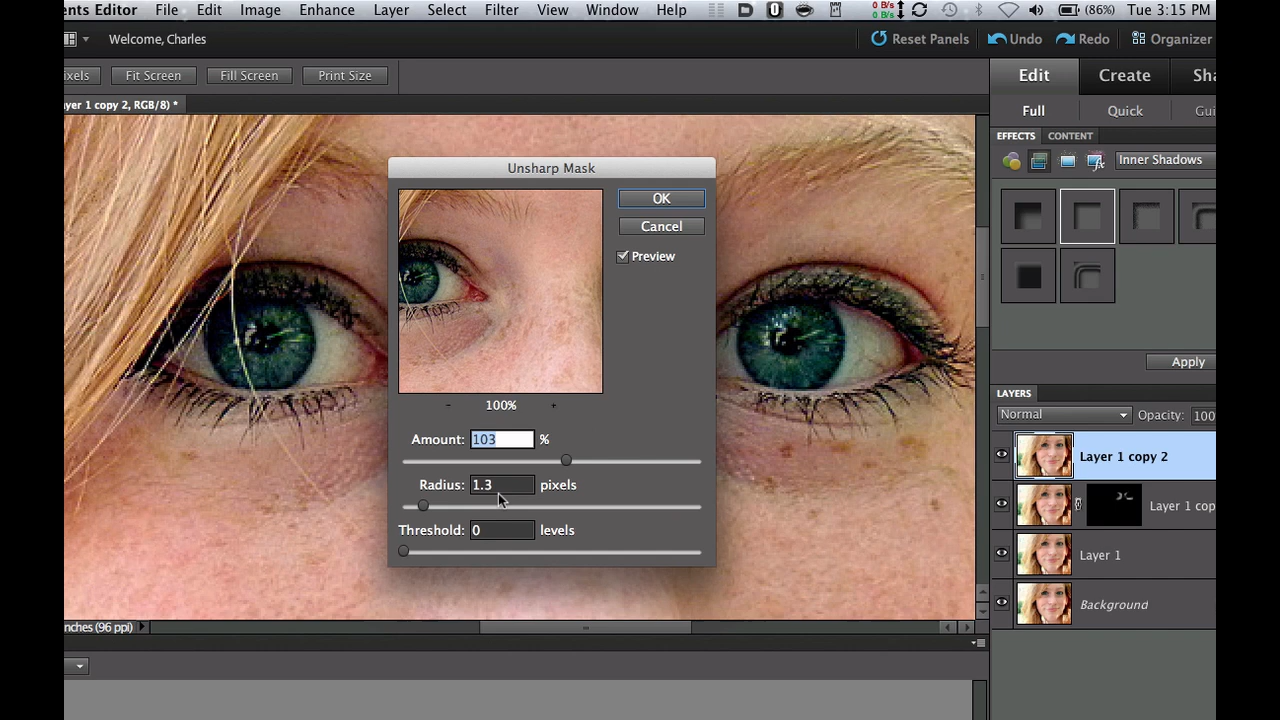 ents Editor File Edit Image Enhance Layer Select Filter View Window Help 0 B/s 0 B/s (86%) Tue 3:15 PM
Welcome, Charles Reset Panels Undo Redo Organizer
ixels Fit Screen Fill Screen Print Size Edit Create Sha
ayer 1 copy 2, RGB/8) * Full Quick Gui
EFFECTS CONTENT
Inner Shadows
Unsharp Mask
OK
Cancel
Preview
100%
Amount: 103 %
Radius: 1.3 pixels
Threshold: 0 levels
Apply
LAYERS
Normal Opacity: 100
Layer 1 copy 2
Layer 1 cop
Layer 1
Background
nches (96 ppi)